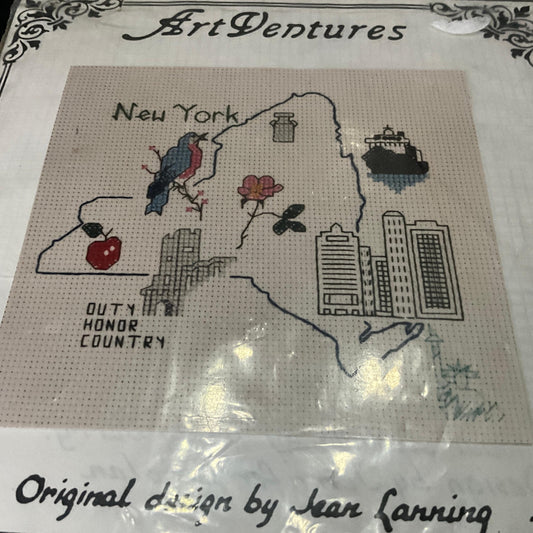 ArtVentures
New York
DUTY
HONOR
COUNTRY
Original design by Jean Lanning